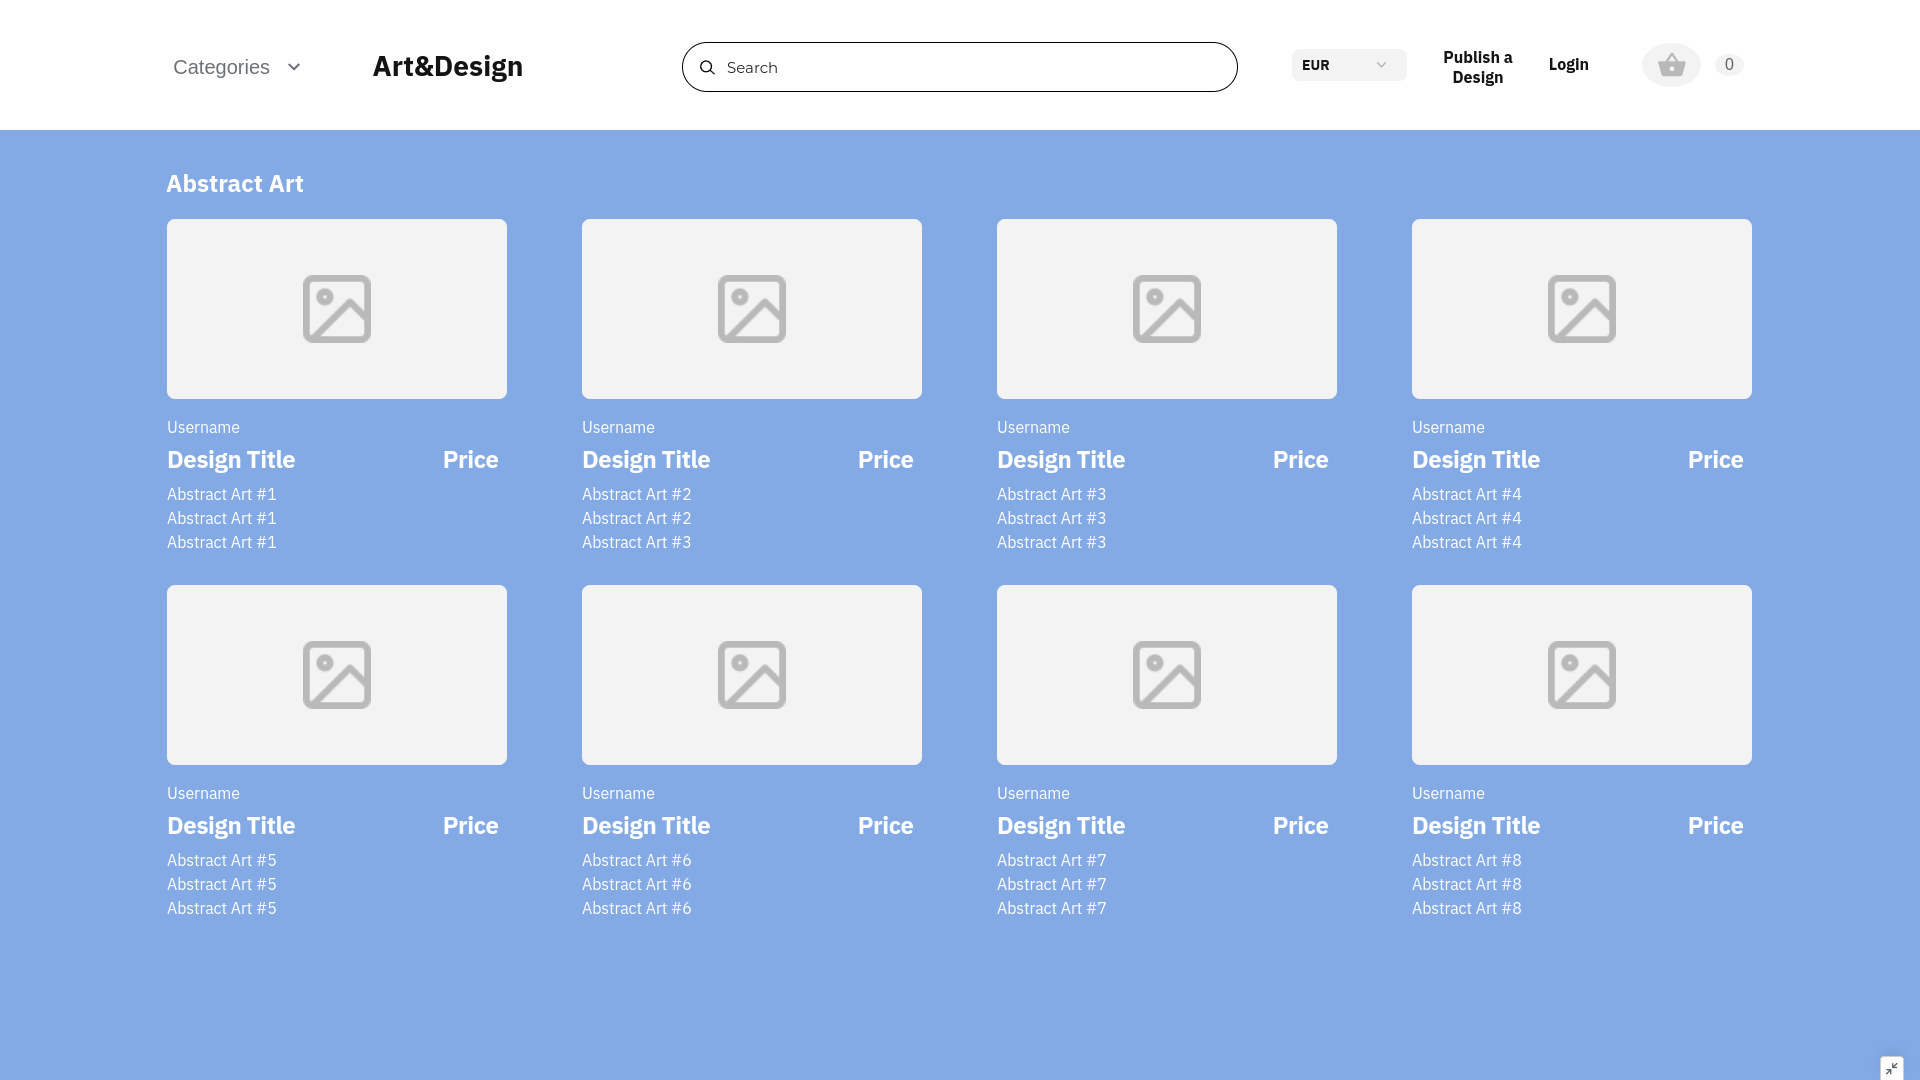 Categories
Art&Design
Search
EUR
Publish a
Design
Login
0
Abstract Art
Username
Design Title Price
Abstract Art #1
Abstract Art #1
Abstract Art #1
Username
Design Title Price
Abstract Art #2
Abstract Art #2
Abstract Art #3
Username
Design Title Price
Abstract Art #3
Abstract Art #3
Abstract Art #3
Username
Design Title Price
Abstract Art #4
Abstract Art #4
Abstract Art #4
Username
Design Title Price
Abstract Art #5
Abstract Art #5
Abstract Art #5
Username
Design Title Price
Abstract Art #6
Abstract Art #6
Abstract Art #6
Username
Design Title Price
Abstract Art #7
Abstract Art #7
Abstract Art #7
Username
Design Title Price
Abstract Art #8
Abstract Art #8
Abstract Art #8